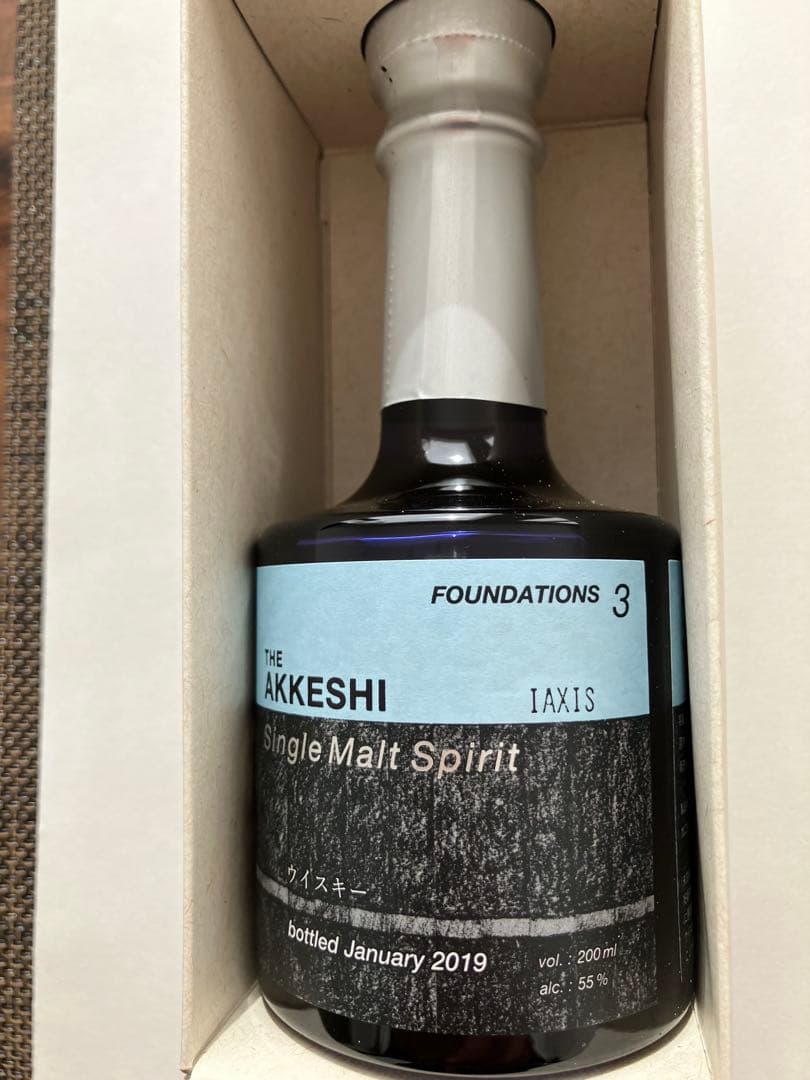 FOUNDATIONS 3
THE
AKKESHI
IAXIS
Single Malt Spirit
ウイスキー
bottled January 2019
vol. : 200 ml
alc. : 55 %